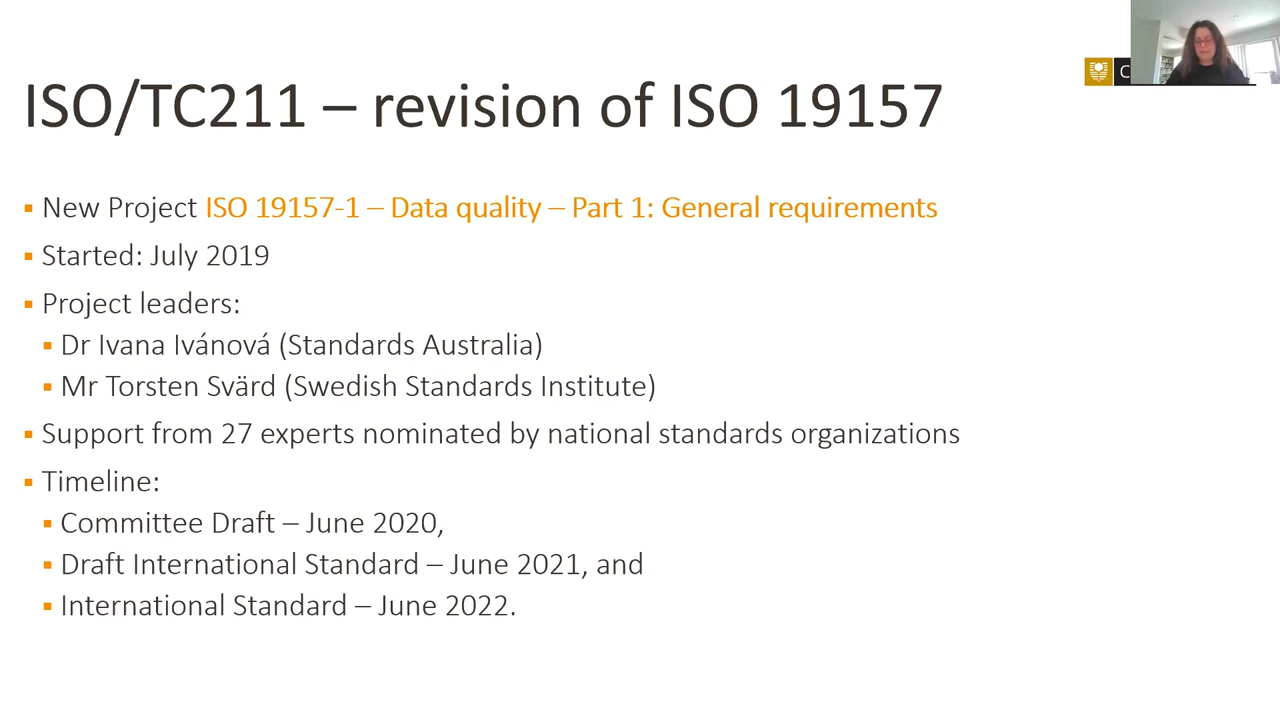 ISO/TC211 – revision of ISO 19157
New Project ISO 19157-1 – Data quality – Part 1: General requirements
Started: July 2019
Project leaders:
Dr Ivana Ivánová (Standards Australia)
Mr Torsten Svärd (Swedish Standards Institute)
Support from 27 experts nominated by national standards organizations
Timeline:
Committee Draft – June 2020,
Draft International Standard – June 2021, and
International Standard – June 2022.